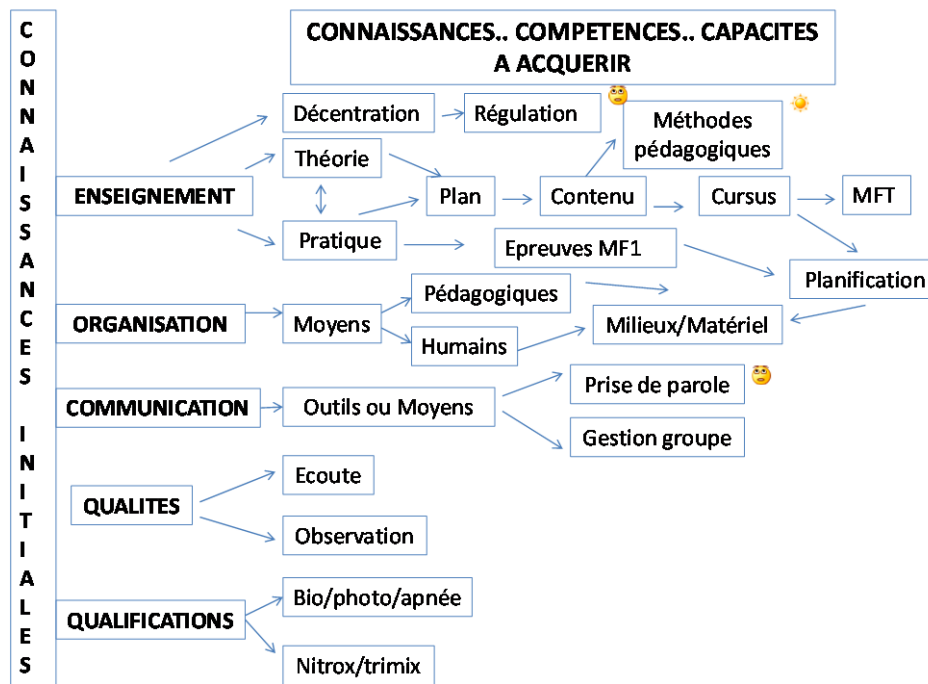 CONNAISSANCES INITIALES
CONNAISSANCES.. COMPETENCES.. CAPACITES
A ACQUERIR
Décentration
Régulation
Méthodes
pédagogiques
Théorie
ENSEIGNEMENT
Plan
Contenu
Cursus
MFT
Pratique
Epreuves MF1
Planification
Pédagogiques
ORGANISATION
Moyens
Milieux/Matériel
Humains
Prise de parole
COMMUNICATION
Outils ou Moyens
Gestion groupe
Ecoute
QUALITES
Observation
Bio/photo/apnée
QUALIFICATIONS
Nitrox/trimix